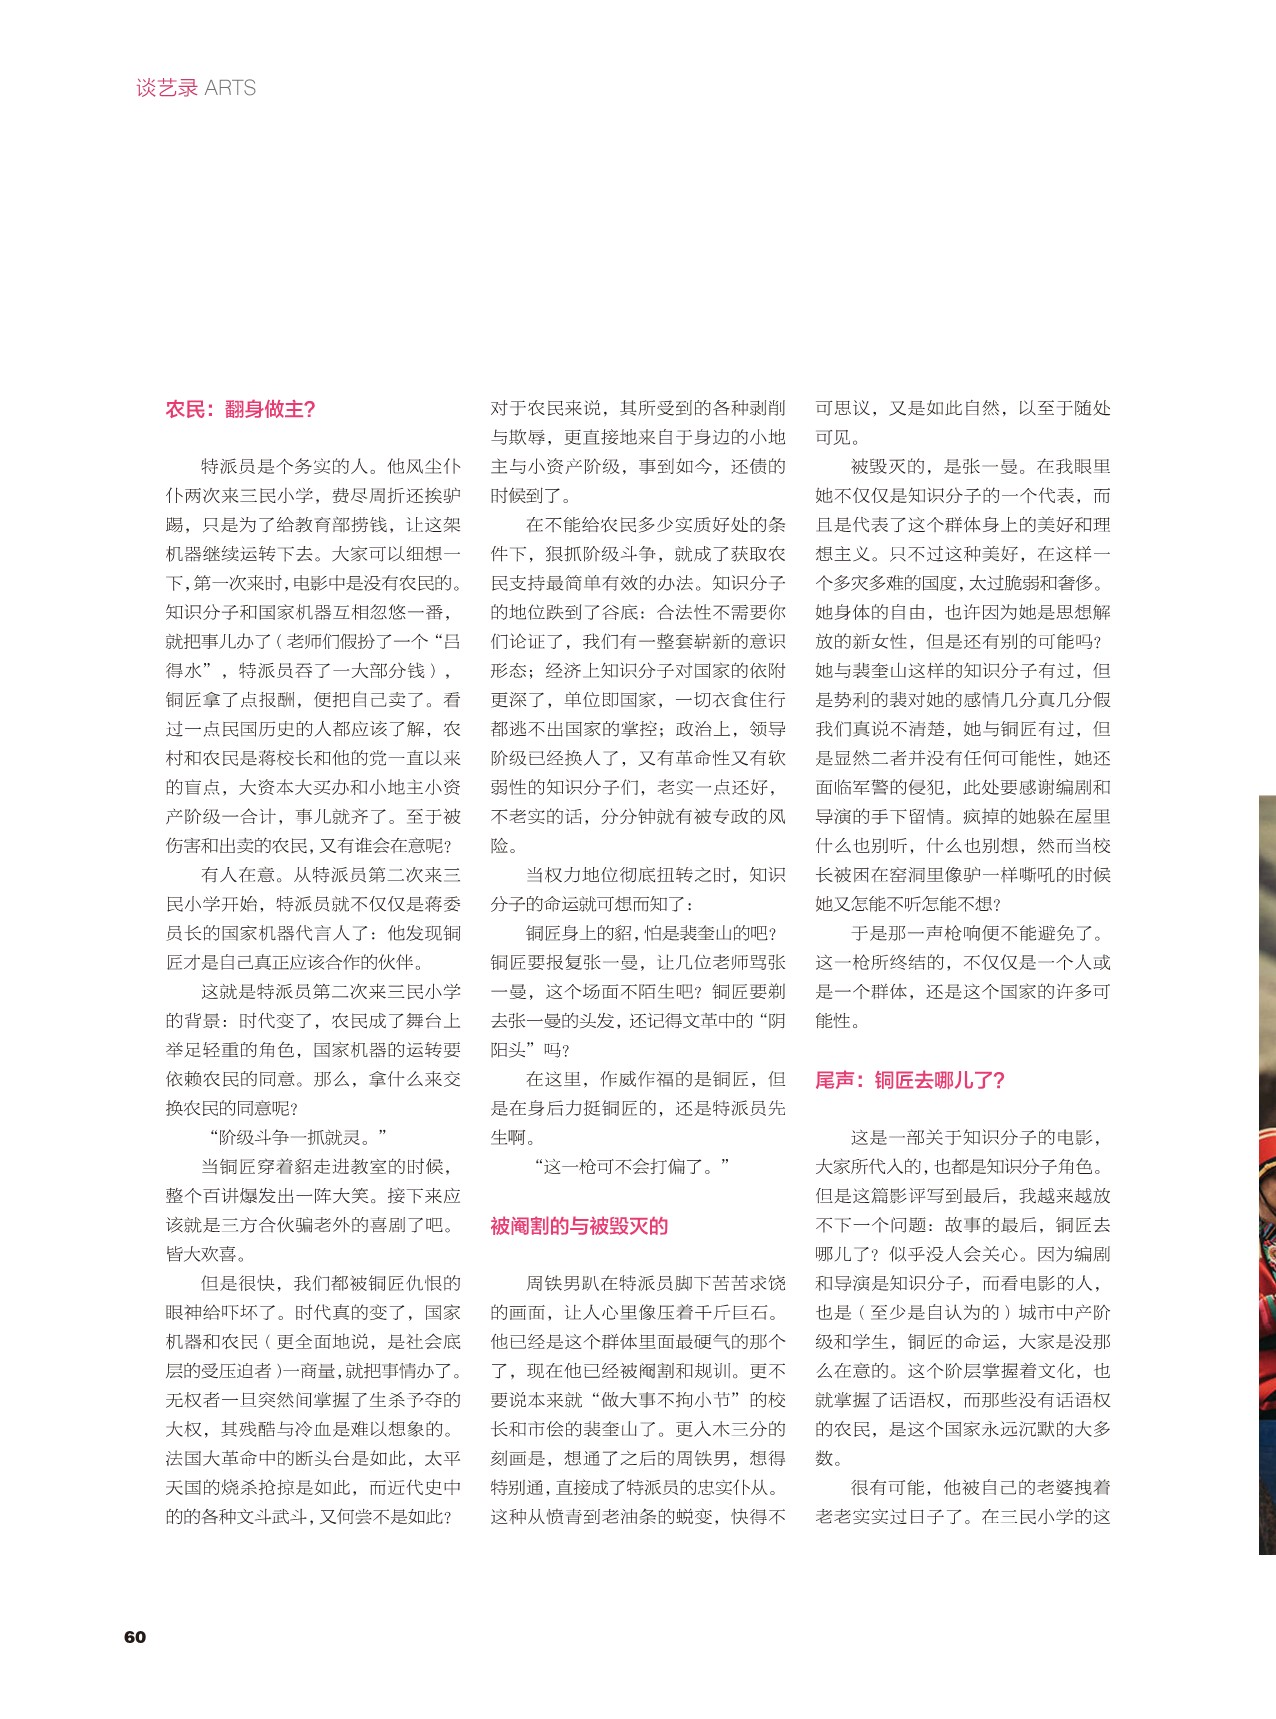 谈艺录 ARTS
农民：翻身做主？
特派员是个务实的人。他风尘仆
仆两次来三民小学，费尽周折还挨驴
踢，只是为了给教育部捞钱，让这架
机器继续运转下去。大家可以细想一
下，第一次来时，电影中是没有农民的。
知识分子和国家机器互相忽悠一番，
就把事儿办了（老师们假扮了一个“吕
得水”，特派员吞了一大部分钱），
铜匠拿了点报酬，便把自己卖了。看
过一点民国历史的人都应该了解，农
村和农民是蒋校长和他的党一直以来
的盲点，大资本大买办和小地主小资
产阶级一合计，事儿就齐了。至于被
伤害和出卖的农民，又有谁会在意呢？
有人在意。从特派员第二次来三
民小学开始，特派员就不仅仅是蒋委
员长的国家机器代言人了：他发现铜
匠才是自己真正应该合作的伙伴。
这就是特派员第二次来三民小学
的背景：时代变了，农民成了舞台上
举足轻重的角色，国家机器的运转要
依赖农民的同意。那么，拿什么来交
换农民的同意呢？
“阶级斗争一抓就灵。”
当铜匠穿着貂走进教室的时候，
整个百讲爆发出一阵大笑。接下来应
该就是三方合伙骗老外的喜剧了吧。
皆大欢喜。
但是很快，我们都被铜匠仇恨的
眼神给吓坏了。时代真的变了，国家
机器和农民（更全面地说，是社会底
层的受压迫者）一商量，就把事情办了。
无权者一旦突然间掌握了生杀予夺的
大权，其残酷与冷血是难以想象的。
法国大革命中的断头台是如此，太平
天国的烧杀抢掠是如此，而近代史中
的的各种文斗武斗，又何尝不是如此？
对于农民来说，其所受到的各种剥削
与欺辱，更直接地来自于身边的小地
主与小资产阶级，事到如今，还债的
时候到了。
在不能给农民多少实质好处的条
件下，狠抓阶级斗争，就成了获取农
民支持最简单有效的办法。知识分子
的地位跌到了谷底：合法性不需要你
们论证了，我们有一整套崭新的意识
形态；经济上知识分子对国家的依附
更深了，单位即国家，一切衣食住行
都逃不出国家的掌控；政治上，领导
阶级已经换人了，又有革命性又有软
弱性的知识分子们，老实一点还好，
不老实的话，分分钟就有被专政的风
险。
当权力地位彻底扭转之时，知识
分子的命运就可想而知了：
铜匠身上的貂，怕是裴奎山的吧？
铜匠要报复张一曼，让几位老师骂张
一曼，这个场面不陌生吧？铜匠要剃
去张一曼的头发，还记得文革中的“阴
阳头”吗？
在这里，作威作福的是铜匠，但
是在身后力挺铜匠的，还是特派员先
生啊。
“这一枪可不会打偏了。”
被阉割的与被毁灭的
周铁男趴在特派员脚下苦苦求饶
的画面，让人心里像压着千斤巨石。
他已经是这个群体里面最硬气的那个
了，现在他已经被阉割和规训。更不
要说本来就“做大事不拘小节”的校
长和市侩的裴奎山了。更入木三分的
刻画是，想通了之后的周铁男，想得
特别通，直接成了特派员的忠实仆从。
这种从愤青到老油条的蜕变，快得不
可思议，又是如此自然，以至于随处
可见。
被毁灭的，是张一曼。在我眼里
她不仅仅是知识分子的一个代表，而
且是代表了这个群体身上的美好和理
想主义。只不过这种美好，在这样一
个多灾多难的国度，太过脆弱和奢侈。
她身体的自由，也许因为她是思想解
放的新女性，但是还有别的可能吗？
她与裴奎山这样的知识分子有过，但
是势利的裴对她的感情几分真几分假
我们真说不清楚，她与铜匠有过，但
是显然二者并没有任何可能性，她还
面临军警的侵犯，此处要感谢编剧和
导演的手下留情。疯掉的她躲在屋里
什么也别听，什么也别想，然而当校
长被困在窑洞里像驴一样嘶吼的时候
她又怎能不听怎能不想？
于是那一声枪响便不能避免了。
这一枪所终结的，不仅仅是一个人或
是一个群体，还是这个国家的许多可
能性。
尾声：铜匠去哪儿了？
这是一部关于知识分子的电影，
大家所代入的，也都是知识分子角色。
但是这篇影评写到最后，我越来越放
不下一个问题：故事的最后，铜匠去
哪儿了？似乎没人会关心。因为编剧
和导演是知识分子，而看电影的人，
也是（至少是自认为的）城市中产阶
级和学生，铜匠的命运，大家是没那
么在意的。这个阶层掌握着文化，也
就掌握了话语权，而那些没有话语权
的农民，是这个国家永远沉默的大多
数。
很有可能，他被自己的老婆拽着
老老实实过日子了。在三民小学的这
60